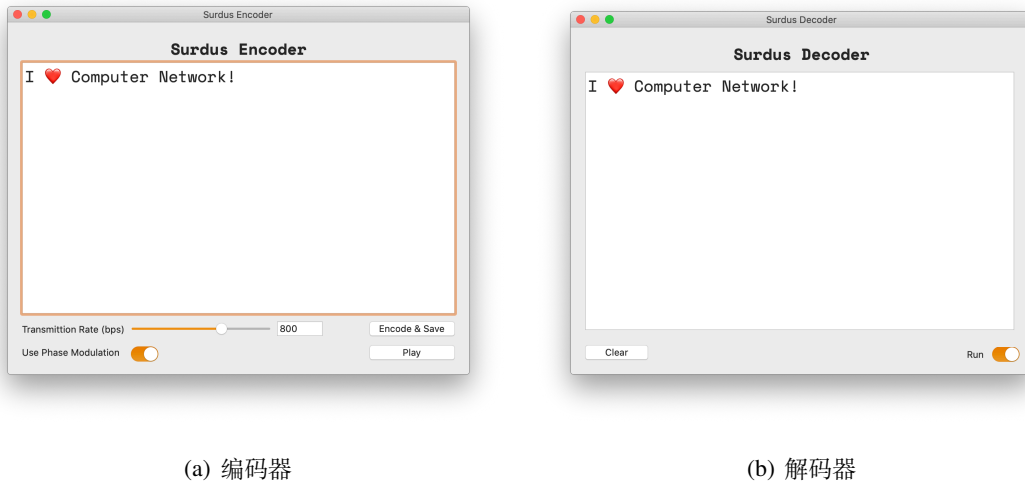 Surdus Encoder
Surdus Encoder
I ❤️ Computer Network!
Transmittion Rate (bps)
800
Encode & Save
Use Phase Modulation
Play
(a) 编码器
Surdus Decoder
Surdus Decoder
I ❤️ Computer Network!
Clear
Run
(b) 解码器